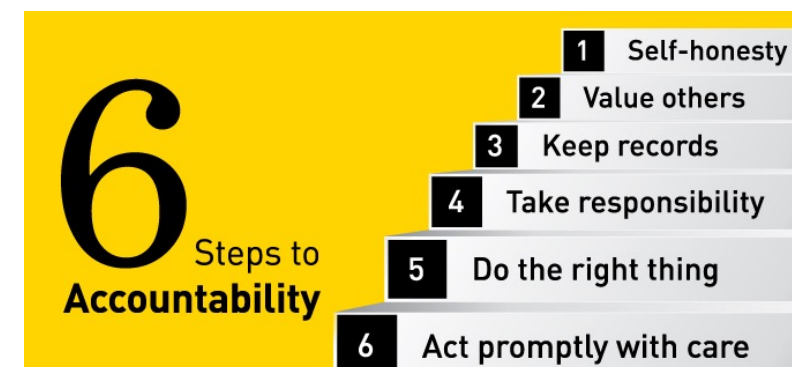 6
Steps to
Accountability
1 Self-honesty
2 Value others
3 Keep records
4 Take responsibility
5 Do the right thing
6 Act promptly with care